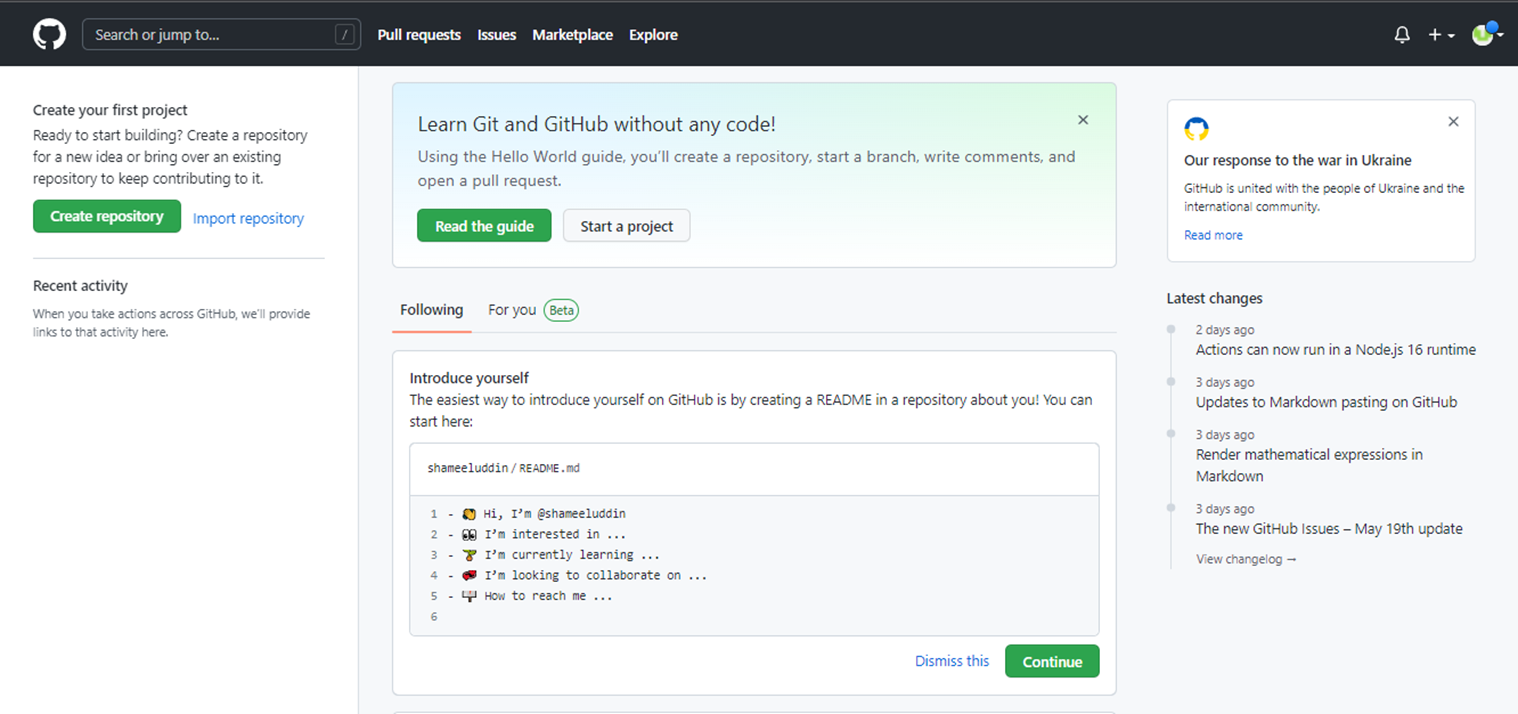 Search or jump to...
/
Pull requests
Issues
Marketplace
Explore
Create your first project
Ready to start building? Create a repository
for a new idea or bring over an existing
repository to keep contributing to it.
Create repository
Import repository
Recent activity
When you take actions across GitHub, we'll provide
links to that activity here.
Learn Git and GitHub without any code!
Using the Hello World guide, you'll create a repository, start a branch, write comments, and
open a pull request.
Read the guide
Start a project
Following
For you
Beta
Introduce yourself
The easiest way to introduce yourself on GitHub is by creating a README in a repository about you! You can
start here:
shameeluddin/README.md
1 - 👋 Hi, I'm @shameeluddin
2 - 👀 I'm interested in ...
3 - 🌱 I'm currently learning ...
4 - 💞️ I'm looking to collaborate on ...
5 - 📫 How to reach me ...
6
Dismiss this
Continue
Our response to the war in Ukraine
GitHub is united with the people of Ukraine and the
international community.
Read more
Latest changes
2 days ago
Actions can now run in a Node.js 16 runtime
3 days ago
Updates to Markdown pasting on GitHub
3 days ago
Render mathematical expressions in
Markdown
3 days ago
The new GitHub Issues – May 19th update
View changelog →